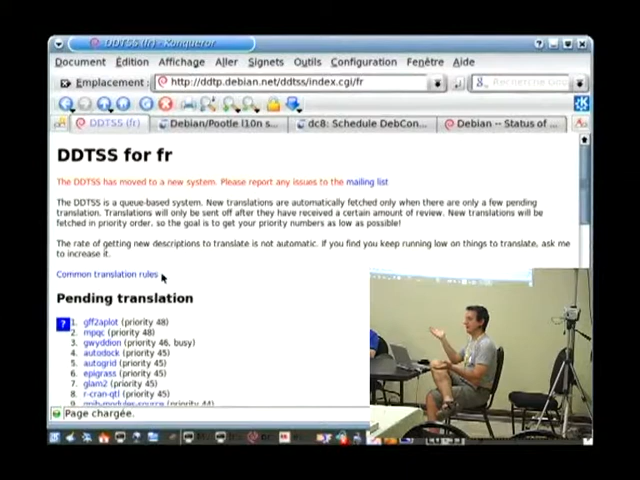 DDTSS (fr) - Konqueror
Document Édition Affichage Aller Signets Outils Configuration Fenêtre Aide
Emplacement : http://ddtp.debian.net/ddtss/index.cgi/fr
DDTSS (fr) Debian/Pootle l10n s... dc8: Schedule DebCon... Debian -- Status of ...
DDTSS for fr
The DDTSS has moved to a new system. Please report any issues to the mailing list
The DDTSS is a queue-based system. New translations are automatically fetched only when there are only a few pending
translation. Translations will only be sent off after they have received a certain amount of review. New translations will be
fetched in priority order, so the goal is to get your priority numbers as low as possible!
The rate of getting new descriptions to translate is not automatic. If you find you keep running low on things to translate, ask me
to increase it.
Common translation rules
Pending translation
? 1. gff2aplot (priority 48)
2. mpqc (priority 48)
3. gwyddion (priority 46, busy)
4. autodock (priority 45)
5. autogrid (priority 45)
6. epigrass (priority 45)
7. glam2 (priority 45)
8. r-cran-qtl (priority 45)
Page chargée.